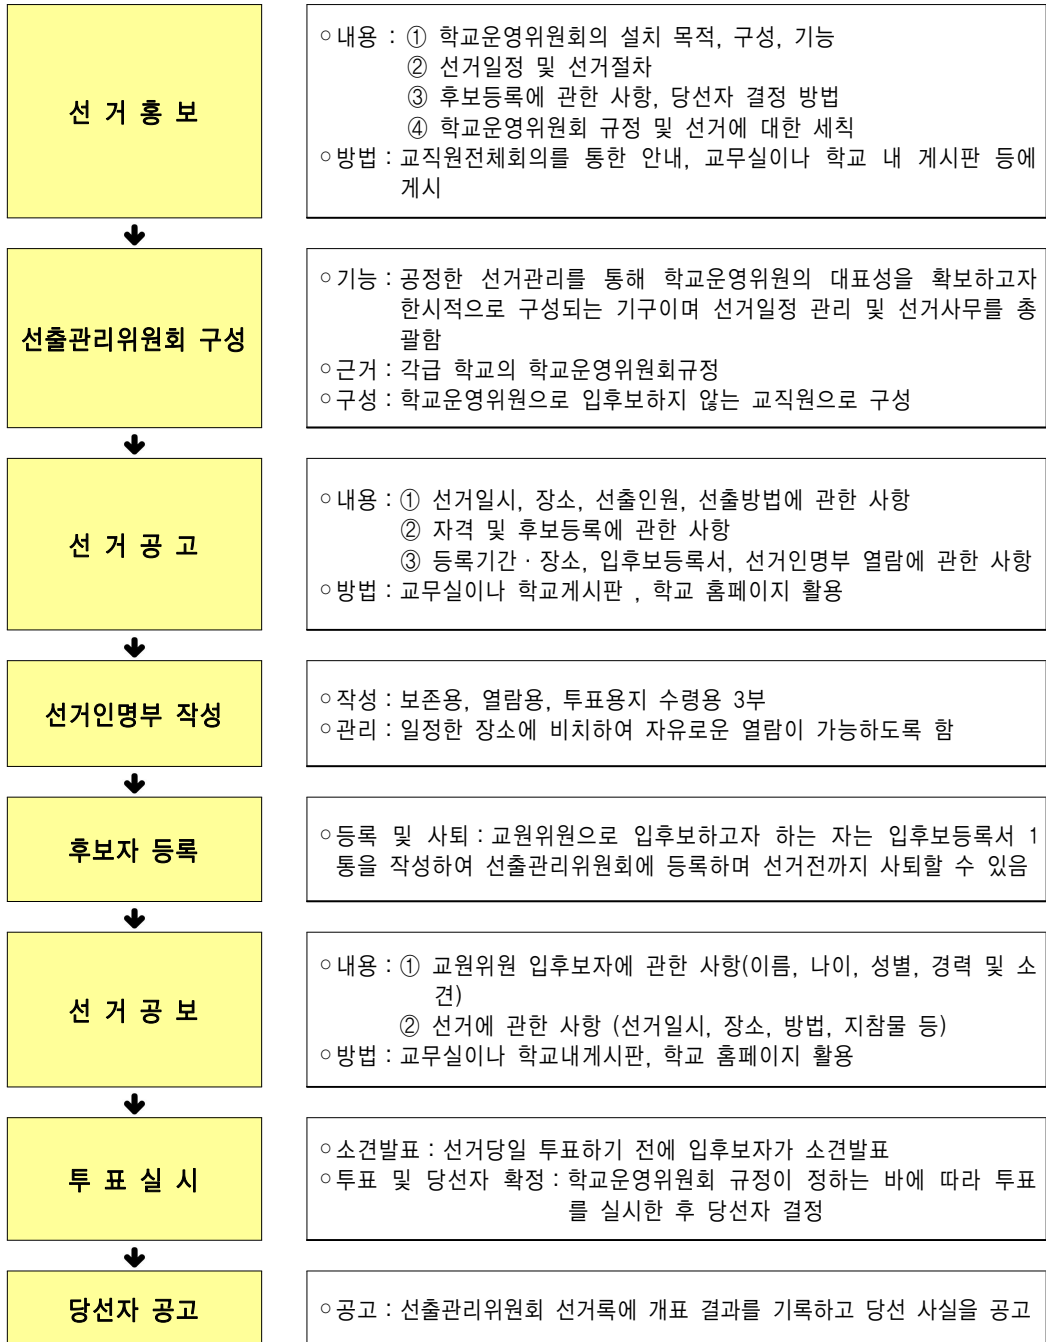 선 거 홍 보
○내용 : ① 학교운영위원회의 설치 목적, 구성, 기능
② 선거일정 및 선거절차
③ 후보등록에 관한 사항, 당선자 결정 방법
④ 학교운영위원회 규정 및 선거에 대한 세칙
○방법 : 교직원전체회의를 통한 안내, 교무실이나 학교 내 게시판 등에
게시
선출관리위원회 구성
○기능 : 공정한 선거관리를 통해 학교운영위원의 대표성을 확보하고자
한시적으로 구성되는 기구이며 선거일정 관리 및 선거사무를 총
괄함
○근거 : 각급 학교의 학교운영위원회규정
○구성 : 학교운영위원으로 입후보하지 않는 교직원으로 구성
선 거 공 고
○내용 : ① 선거일시, 장소, 선출인원, 선출방법에 관한 사항
② 자격 및 후보등록에 관한 사항
③ 등록기간 · 장소, 입후보등록서, 선거인명부 열람에 관한 사항
○방법 : 교무실이나 학교게시판 , 학교 홈페이지 활용
선거인명부 작성
○작성 : 보존용, 열람용, 투표용지 수령용 3부
○관리 : 일정한 장소에 비치하여 자유로운 열람이 가능하도록 함
후보자 등록
○등록 및 사퇴 : 교원위원으로 입후보하고자 하는 자는 입후보등록서 1
통을 작성하여 선출관리위원회에 등록하며 선거전까지 사퇴할 수 있음
선 거 공 보
○내용 : ① 교원위원 입후보자에 관한 사항(이름, 나이, 성별, 경력 및 소
견)
② 선거에 관한 사항 (선거일시, 장소, 방법, 지참물 등)
○방법 : 교무실이나 학교내게시판, 학교 홈페이지 활용
투 표 실 시
○소견발표 : 선거당일 투표하기 전에 입후보자가 소견발표
○투표 및 당선자 확정 : 학교운영위원회 규정이 정하는 바에 따라 투표
를 실시한 후 당선자 결정
당선자 공고
○공고 : 선출관리위원회 선거록에 개표 결과를 기록하고 당선 사실을 공고